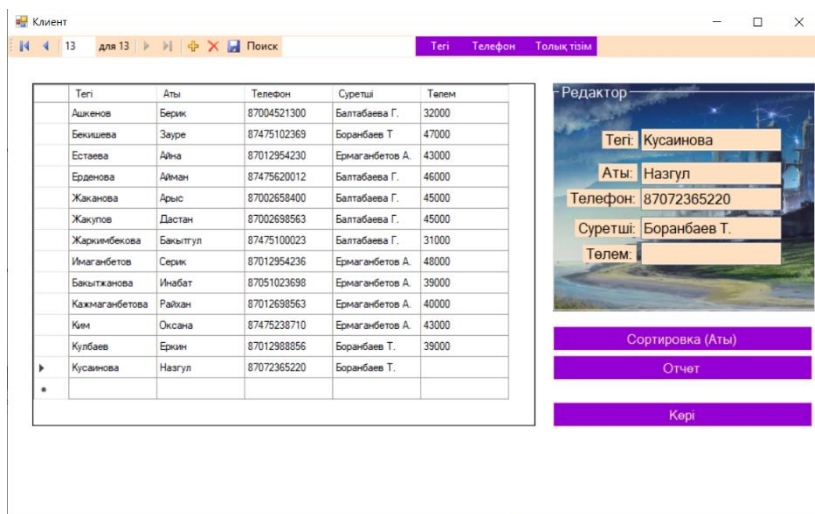 Клиент
13 для 13 Поиск Тегі Телефон Толық тізім
Тегі Аты Телефон Суретші Төлем
Ашкенов Берик 87004521300 Балтабаева Г. 32000
Бекишева Зауре 87475102369 Боранбаев Т 47000
Естаева Айна 87012954230 Ермаганбетов А. 43000
Ерденова Айман 87475620012 Балтабаева Г. 46000
Жаканова Арыс 87002658400 Балтабаева Г. 45000
Жакупов Дастан 87002698563 Балтабаева Г. 45000
Жаркимбекова Бакытгул 87475100023 Балтабаева Г. 31000
Имаганбетов Серик 87012954236 Ермаганбетов А. 48000
Бакытжанова Инабат 87051023698 Ермаганбетов А. 39000
Кажмаганбетова Райхан 87012698563 Ермаганбетов А. 40000
Ким Оксана 87475238710 Ермаганбетов А. 43000
Кулбаев Еркин 87012988856 Боранбаев Т. 39000
Кусаинова Назгул 87072365220 Боранбаев Т.
Редактор
Тегі: Кусаинова
Аты: Назгул
Телефон: 87072365220
Суретші: Боранбаев Т.
Төлем:
Сортировка (Аты)
Отчет
Кері